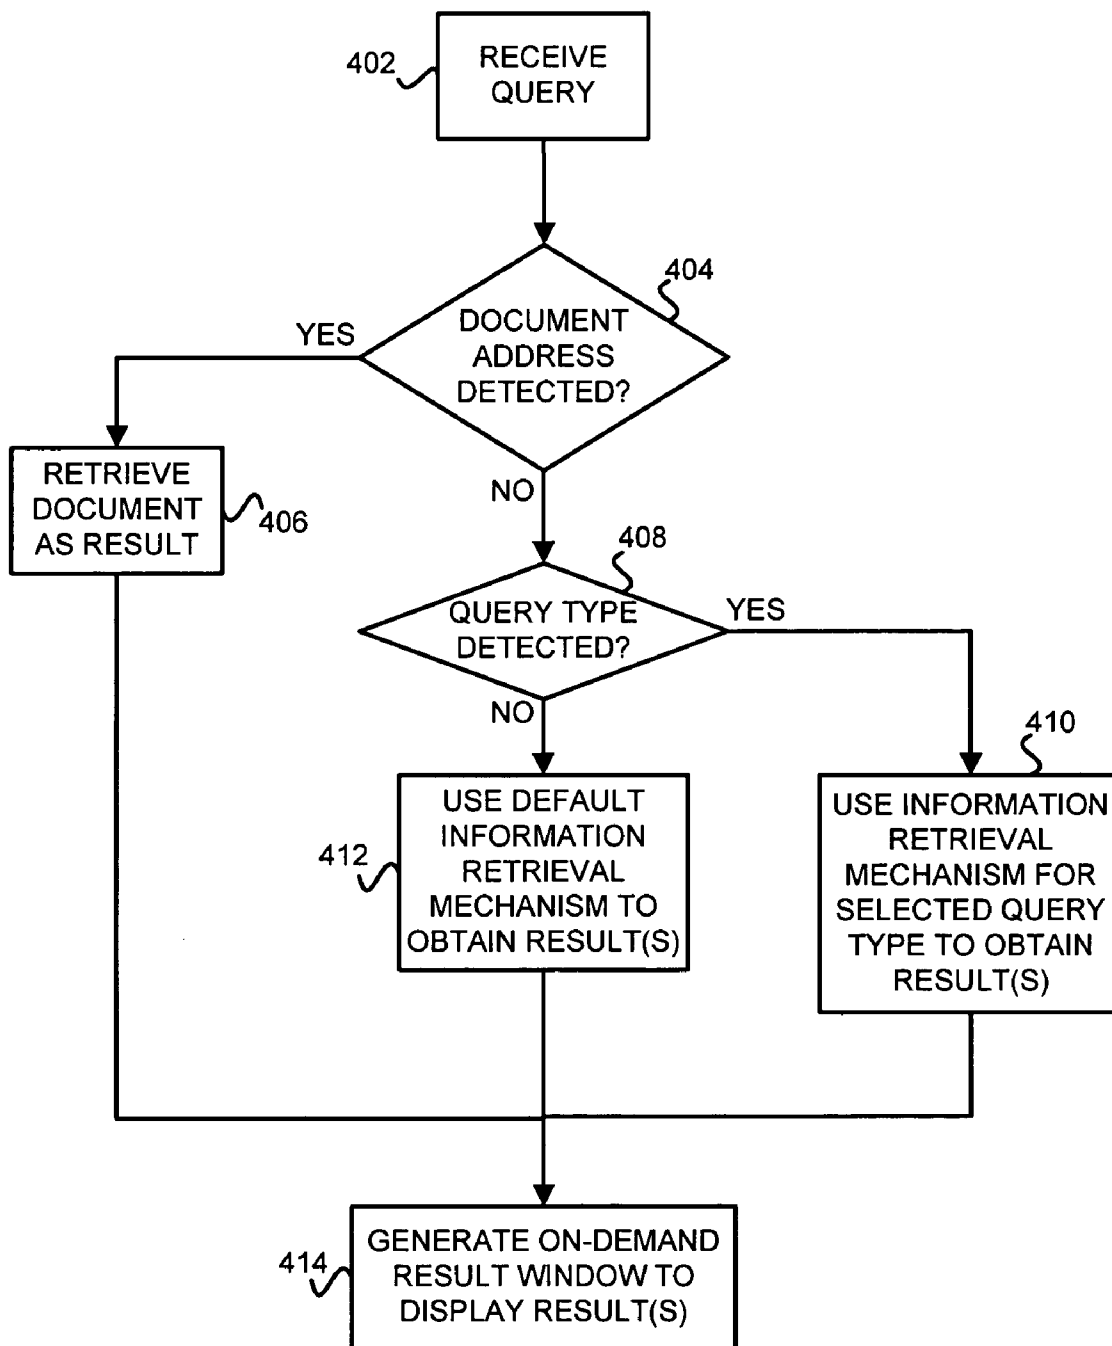 402
RECEIVE
QUERY
404
DOCUMENT
ADDRESS
DETECTED?
YES
NO
RETRIEVE
DOCUMENT
AS RESULT
406
408
QUERY TYPE
DETECTED?
YES
NO
410
412
USE DEFAULT
INFORMATION
RETRIEVAL
MECHANISM TO
OBTAIN RESULT(S)
USE INFORMATION
RETRIEVAL
MECHANISM FOR
SELECTED QUERY
TYPE TO OBTAIN
RESULT(S)
414
GENERATE ON-DEMAND
RESULT WINDOW TO
DISPLAY RESULT(S)